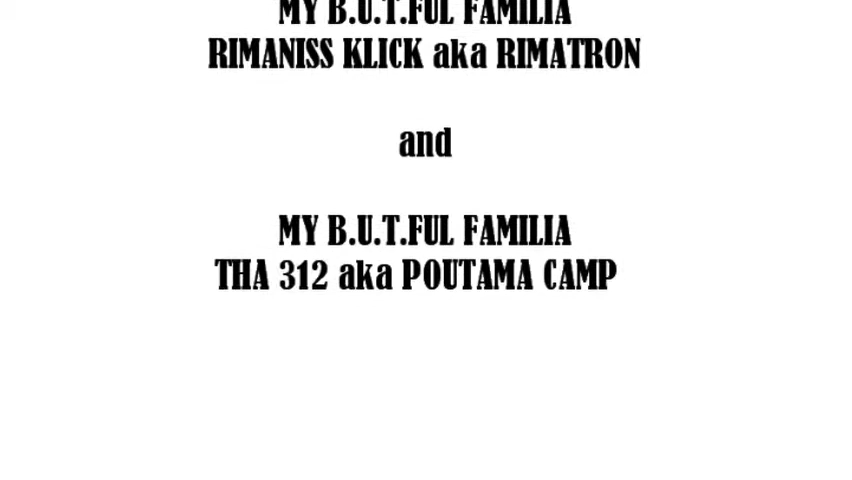 MY B.U.T.FUL FAMILIA
RIMANISS KLICK aka RIMATRON
and
MY B.U.T.FUL FAMILIA
THA 312 aka POUTAMA CAMP